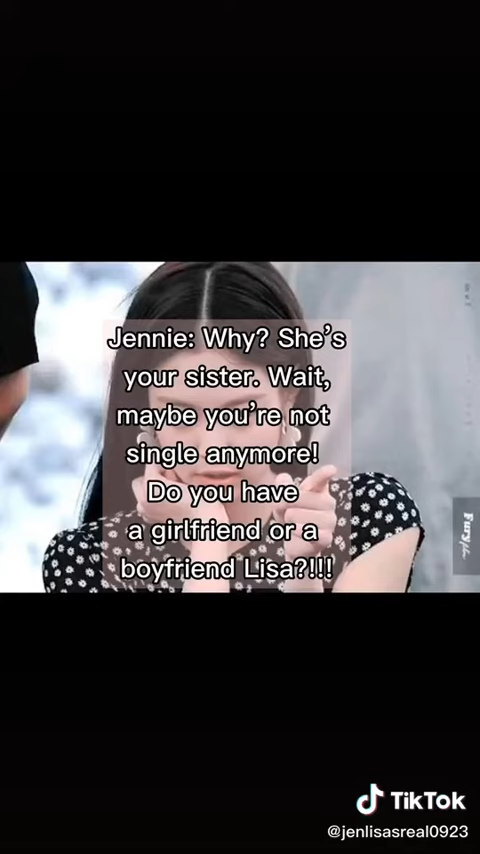 Jennie: Why? She's
your sister. Wait,
maybe you're not
single anymore!
Do you have
a girlfriend or a
boyfriend Lisa?!!!
TikTok
@jenlisasreal0923